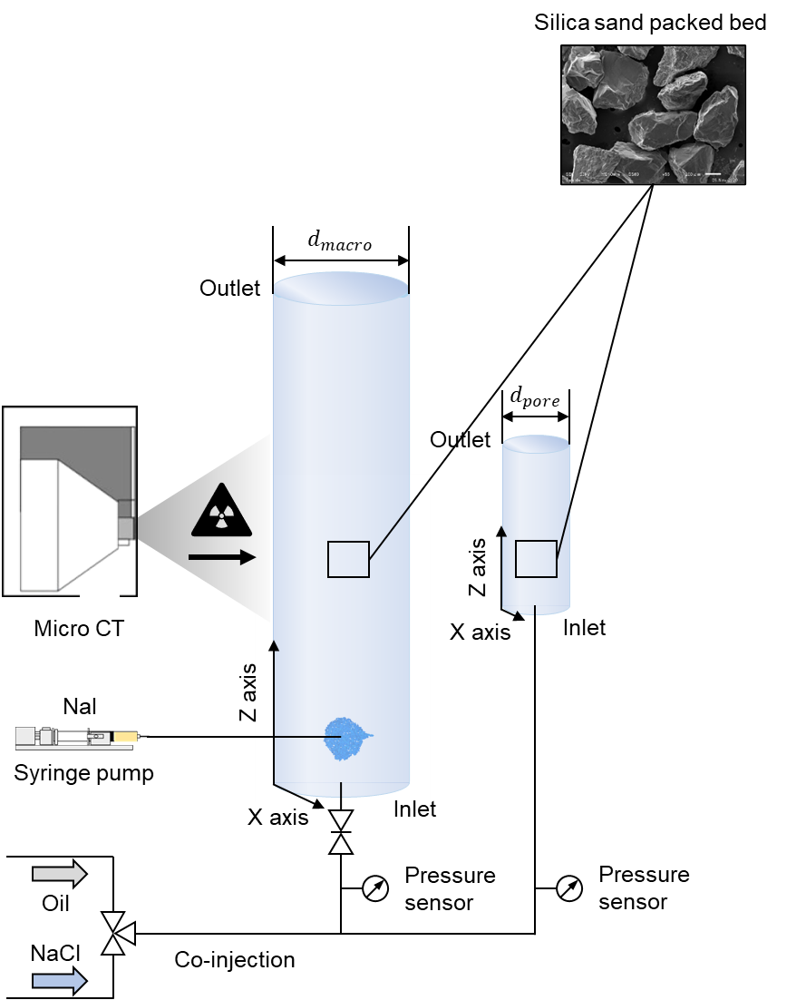 Silica sand packed bed
d_macro
Outlet
d_pore
Outlet
Z axis
X axis
Inlet
Micro CT
Z axis
NaI
Syringe pump
X axis
Inlet
Pressure
sensor
Pressure
sensor
Oil
NaCl
Co-injection